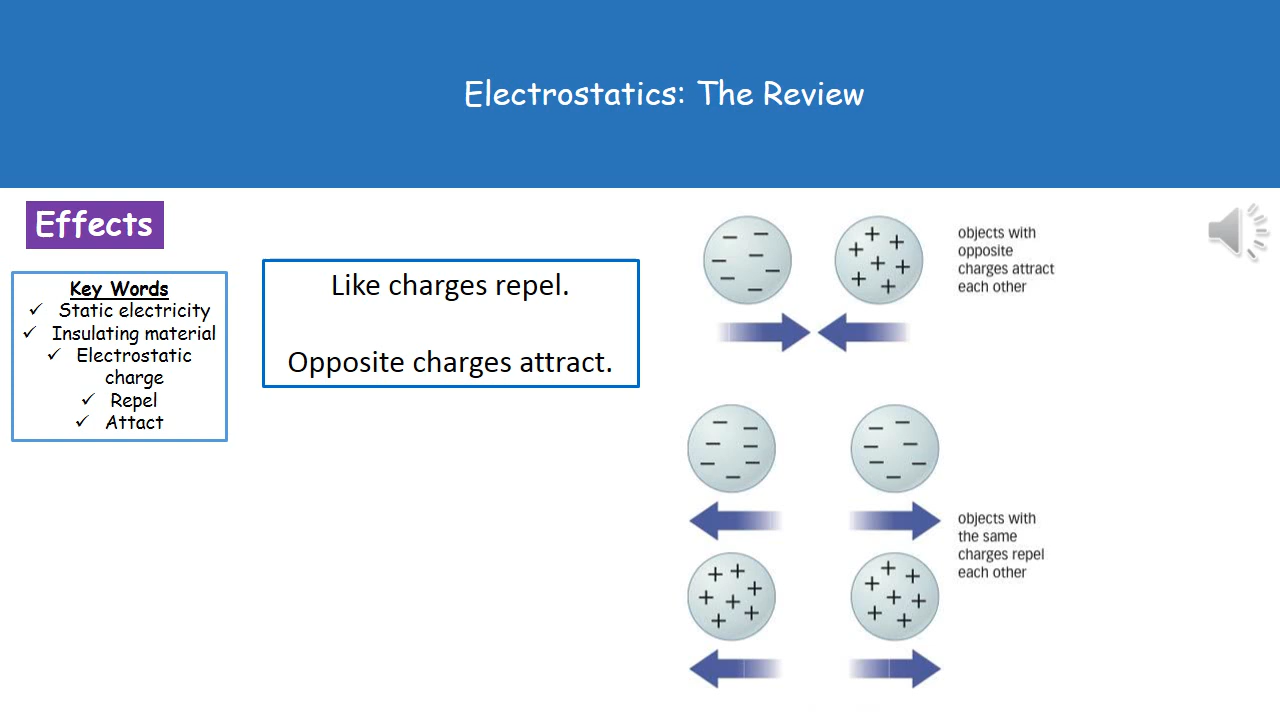 Electrostatics: The Review
Effects
Key Words
✓ Static electricity
✓ Insulating material
✓ Electrostatic
charge
✓ Repel
✓ Attact
Like charges repel.
Opposite charges attract.
objects with
opposite
charges attract
each other
objects with
the same
charges repel
each other